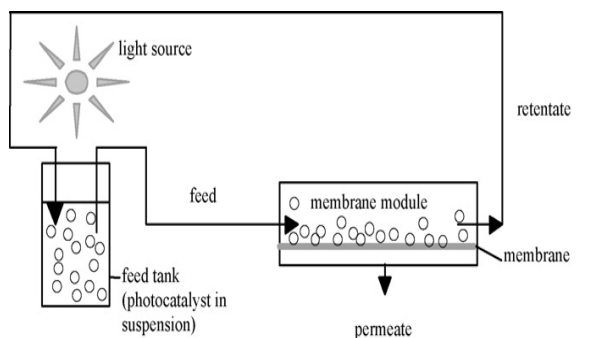 light source
retentate
feed
membrane module
membrane
feed tank
(photocatalyst in
suspension)
permeate